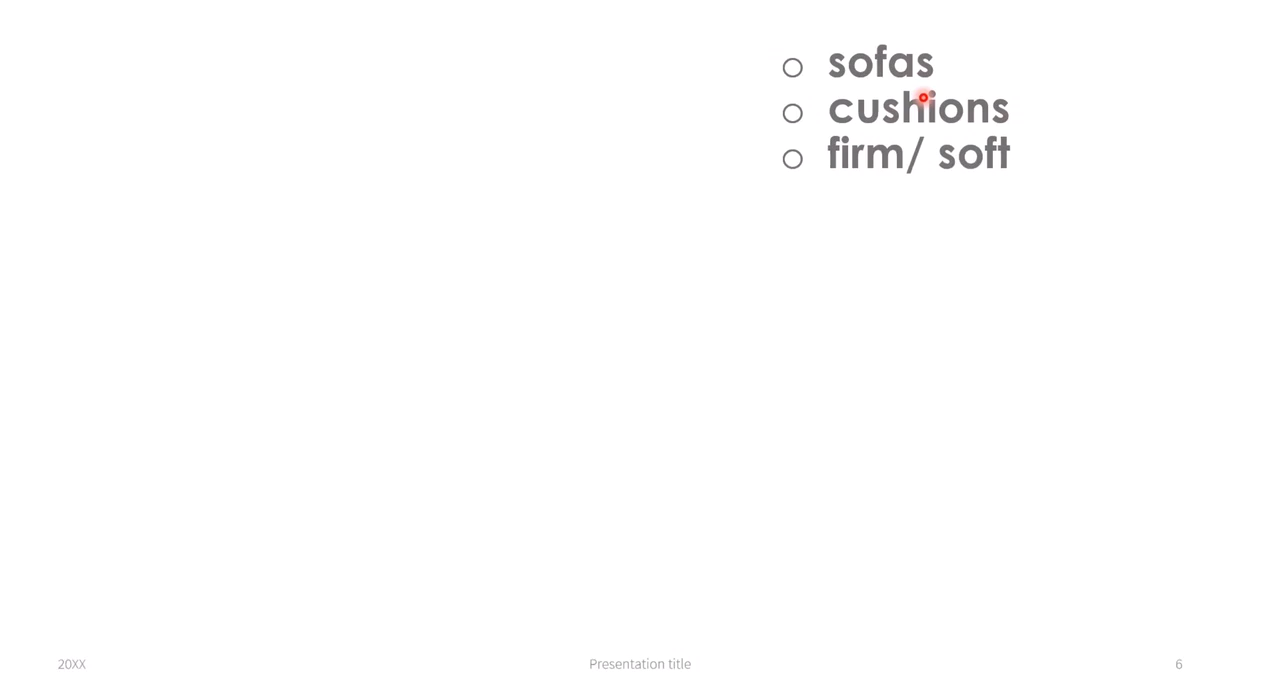 sofas
cushions
firm/ soft
20XX
Presentation title
6